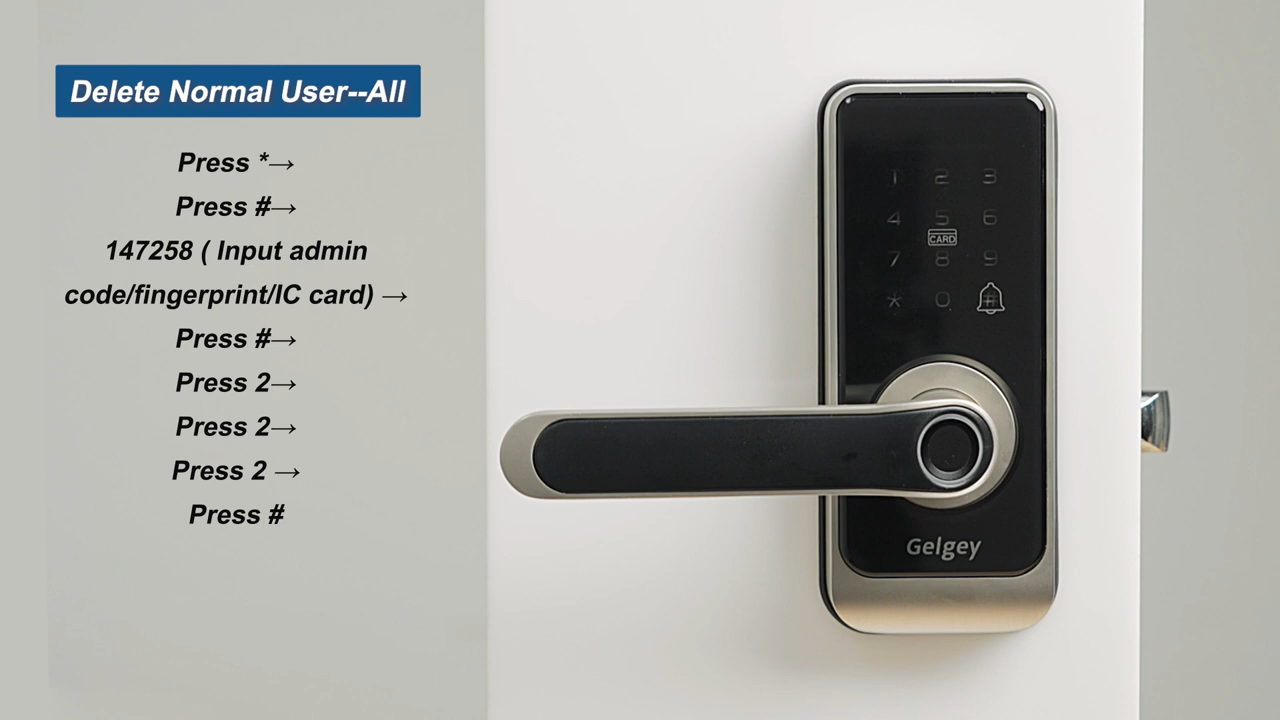 Delete Normal User--All
Press *→
Press #→
147258 ( Input admin
code/fingerprint/IC card) →
Press #→
Press 2→
Press 2→
Press 2 →
Press #
1 2 3
4 5 6
CARD
7 8 9
* 0 #
Gelgey